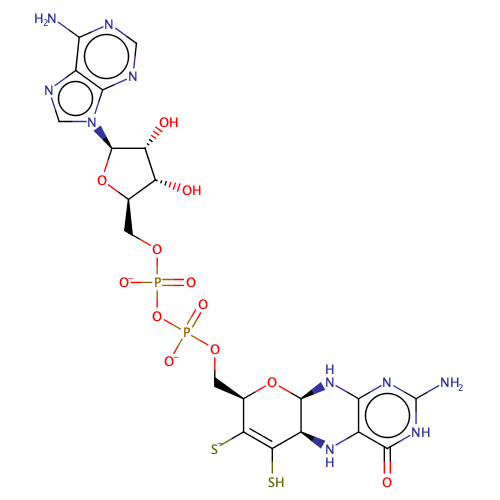 H₂N N
N N
N
OH
O OH
O
O⁻ P O
O O
P
O⁻ O
O H N N NH₂
S⁻ N NH
SH H O